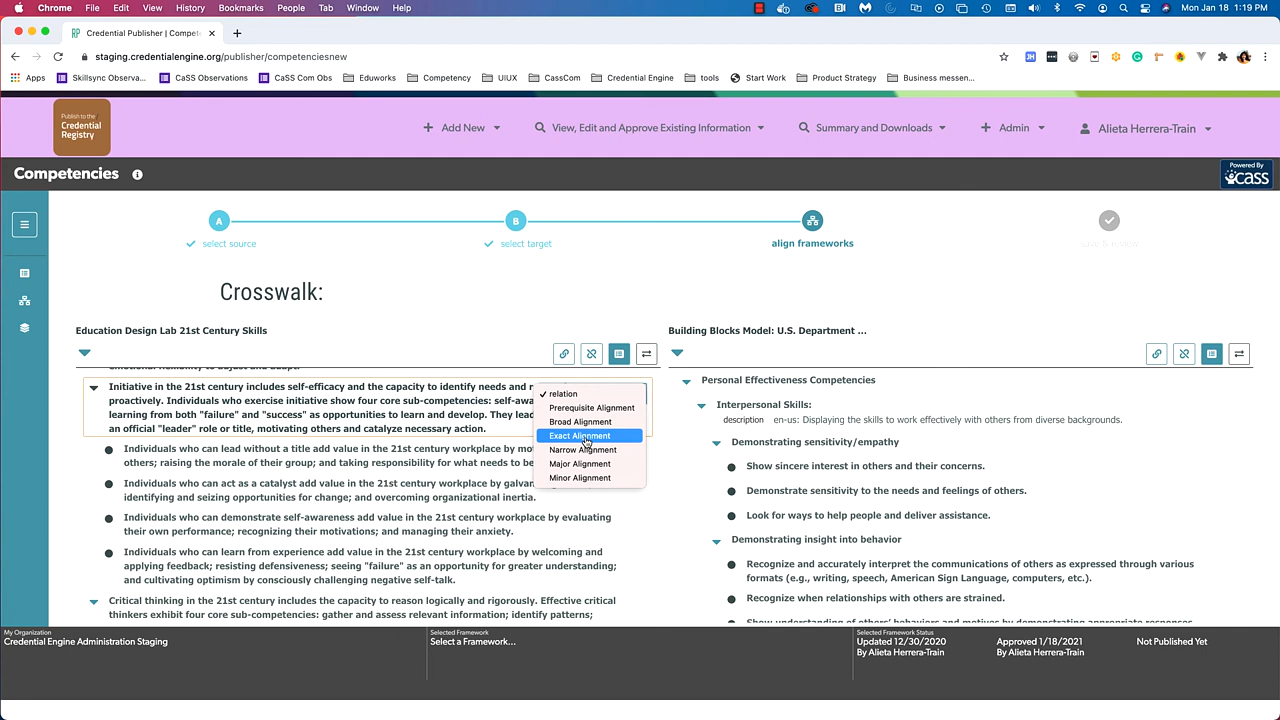 Chrome File Edit View History Bookmarks People Tab Window Help Mon Jan 18 1:19 PM
Credential Publisher | Compet
staging.credentialengine.org/publisher/competenciesnew
Apps Skillsync Observa... CaSS Observations CaSS Com Obs Eduworks Competency UIUX CassCom Credential Engine tools Start Work Product Strategy Business messen...
Publish to the
Credential
Registry
Add New View, Edit and Approve Existing Information Summary and Downloads Admin Alieta Herrera-Train
Competencies
Powered By
cass
A B
select source select target align frameworks save & review
Crosswalk:
Education Design Lab 21st Century Skills
Building Blocks Model: U.S. Department ...
emotional flexibility to adjust and adapt.
Initiative in the 21st century includes self-efficacy and the capacity to identify needs and
proactively. Individuals who exercise initiative show four core sub-competencies: self-awa
learning from both "failure" and "success" as opportunities to learn and develop. They lead
an official "leader" role or title, motivating others and catalyze necessary action.
Individuals who can lead without a title add value in the 21st century workplace by mot
others; raising the morale of their group; and taking responsibility for what needs to be
Individuals who can act as a catalyst add value in the 21st century workplace by galvan
identifying and seizing opportunities for change; and overcoming organizational inertia.
Individuals who can demonstrate self-awareness add value in the 21st century workplace by evaluating
their own performance; recognizing their motivations; and managing their anxiety.
Individuals who can learn from experience add value in the 21st century workplace by welcoming and
applying feedback; resisting defensiveness; seeing "failure" as an opportunity for greater understanding;
and cultivating optimism by consciously challenging negative self-talk.
Critical thinking in the 21st century includes the capacity to reason logically and rigorously. Effective critical
thinkers exhibit four core sub-competencies: gather and assess relevant information; identify patterns;
relation
Prerequisite Alignment
Broad Alignment
Exact Alignment
Narrow Alignment
Major Alignment
Minor Alignment
Personal Effectiveness Competencies
Interpersonal Skills:
description en-us: Displaying the skills to work effectively with others from diverse backgrounds.
Demonstrating sensitivity/empathy
Show sincere interest in others and their concerns.
Demonstrate sensitivity to the needs and feelings of others.
Look for ways to help people and deliver assistance.
Demonstrating insight into behavior
Recognize and accurately interpret the communications of others as expressed through various
formats (e.g., writing, speech, American Sign Language, computers, etc.).
Recognize when relationships with others are strained.
Show understanding of others' behaviors and motives by demonstrating appropriate responses.
My Organization
Credential Engine Administration Staging
Selected Framework
Select a Framework...
Selected Framework Status
Updated 12/30/2020
By Alieta Herrera-Train
Approved 1/18/2021
By Alieta Herrera-Train
Not Published Yet